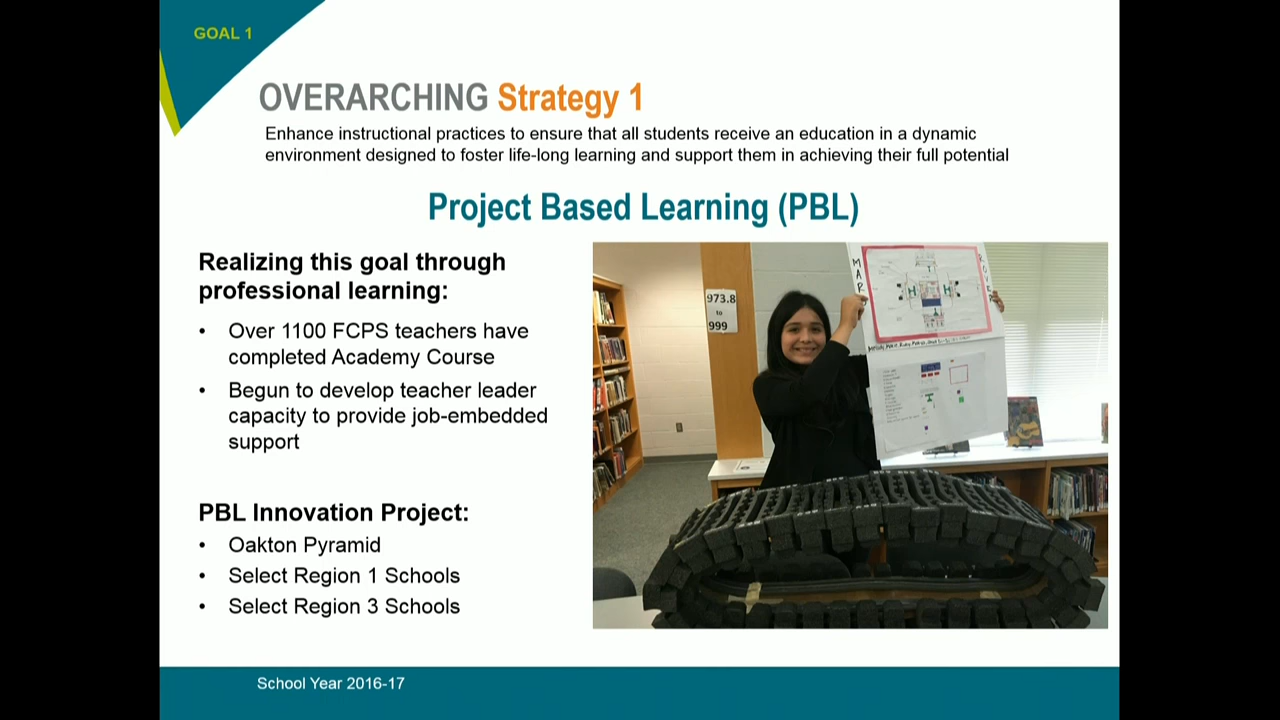 GOAL 1
OVERARCHING Strategy 1
Enhance instructional practices to ensure that all students receive an education in a dynamic
environment designed to foster life-long learning and support them in achieving their full potential
Project Based Learning (PBL)
Realizing this goal through
professional learning:
• Over 1100 FCPS teachers have
completed Academy Course
• Begun to develop teacher leader
capacity to provide job-embedded
support
PBL Innovation Project:
• Oakton Pyramid
• Select Region 1 Schools
• Select Region 3 Schools
973.8
to
999
School Year 2016-17